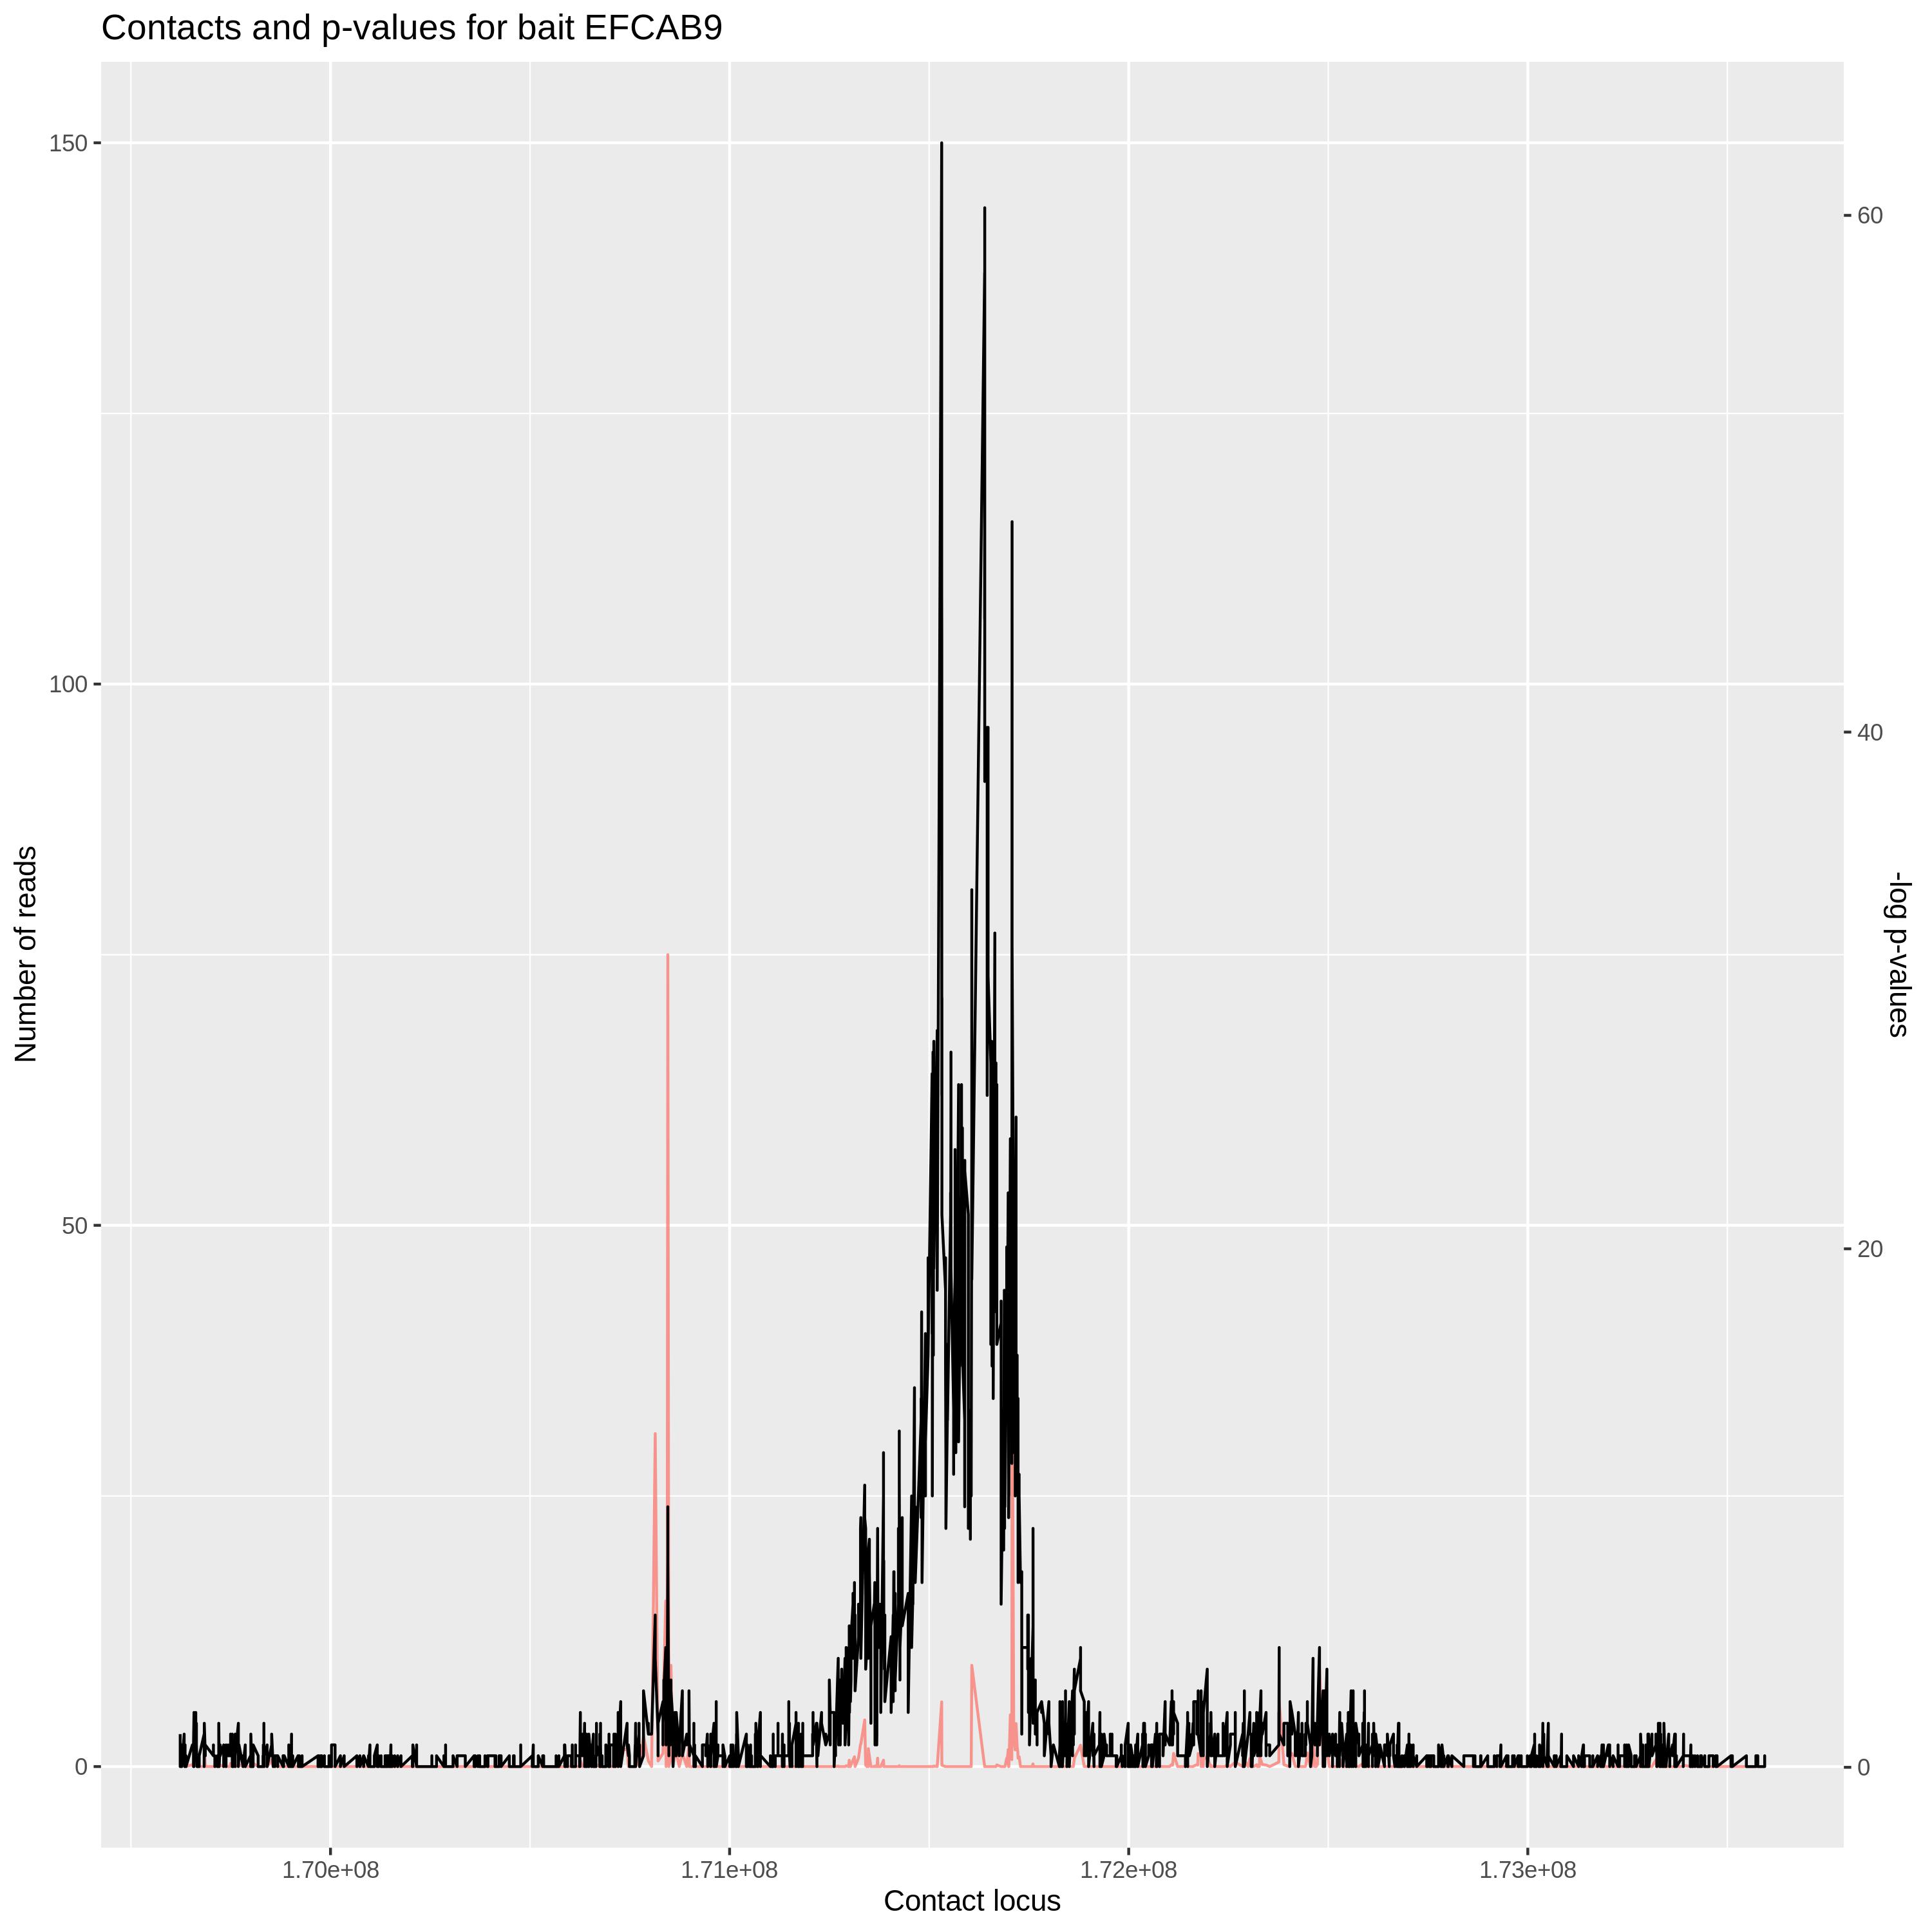 Contacts and p-values for bait EFCAB9
150
100
50
0
Number of reads
60
40
20
0
-log p-values
1.70e+08
1.71e+08
1.72e+08
1.73e+08
Contact locus